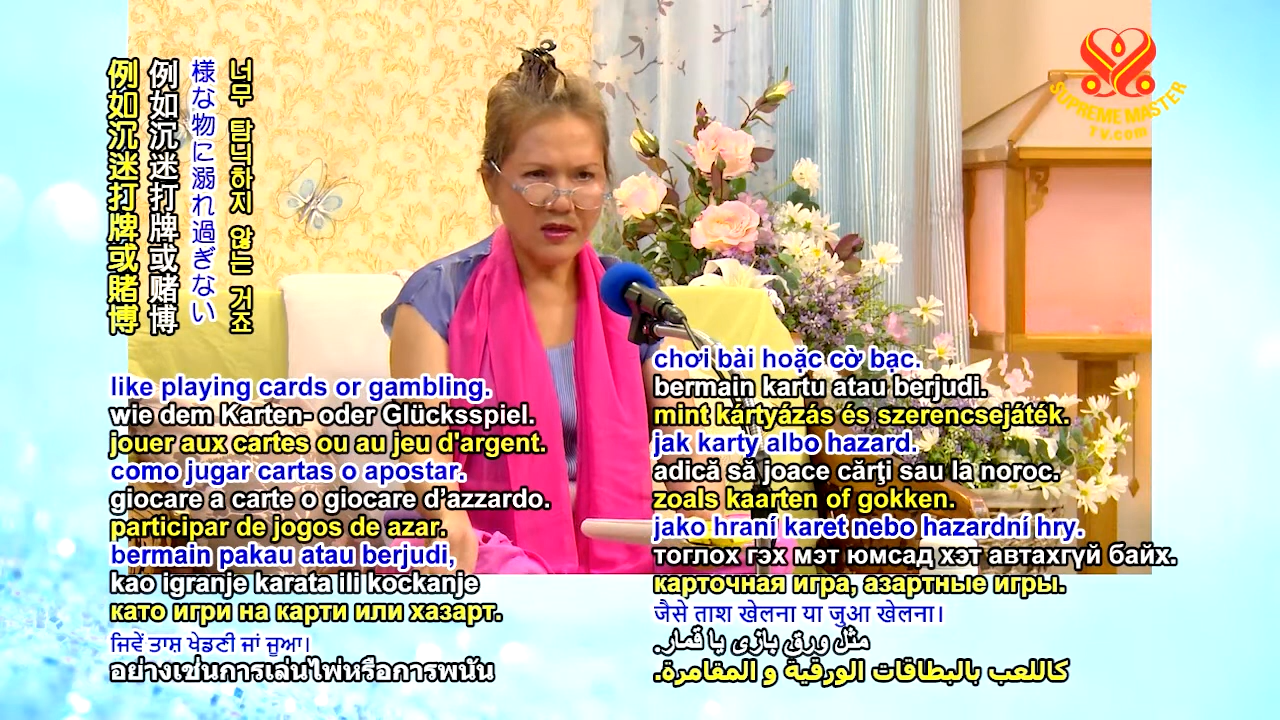 例如沉迷打牌或賭博
例如沉迷打牌或赌博
様な物に溺れ過ぎない
너무 탐닉하지 않는 거죠
SUPREME MASTER
TV.com
like playing cards or gambling.
wie dem Karten- oder Glücksspiel.
jouer aux cartes ou au jeu d'argent.
como jugar cartas o apostar.
giocare a carte o giocare d’azzardo.
participar de jogos de azar.
bermain pakau atau berjudi,
kao igranje karata ili kockanje
като игри на карти или хазарт.
ਜਿਵੇਂ ਤਾਸ਼ ਖੇਡਣੀ ਜਾਂ ਜੂਆ।
อย่างเช่นการเล่นไพ่หรือการพนัน
chơi bài hoặc cờ bạc.
bermain kartu atau berjudi.
mint kártyázás és szerencsejáték.
jak karty albo hazard.
adică să joace cărţi sau la noroc.
zoals kaarten of gokken.
jako hraní karet nebo hazardní hry.
тоглох гэх мэт юмсад хэт автахгүй байх.
карточная игра, азартные игры.
जैसे ताश खेलना या जुआ खेलना।
مثل ورق بازی یا قمار.
كاللعب بالبطاقات الورقية و المقامرة.